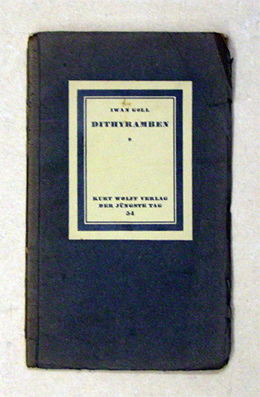 IWAN GOLL
DITHYRAMBEN
*
KURT WOLFF VERLAG
DER JÜNGSTE TAG
54